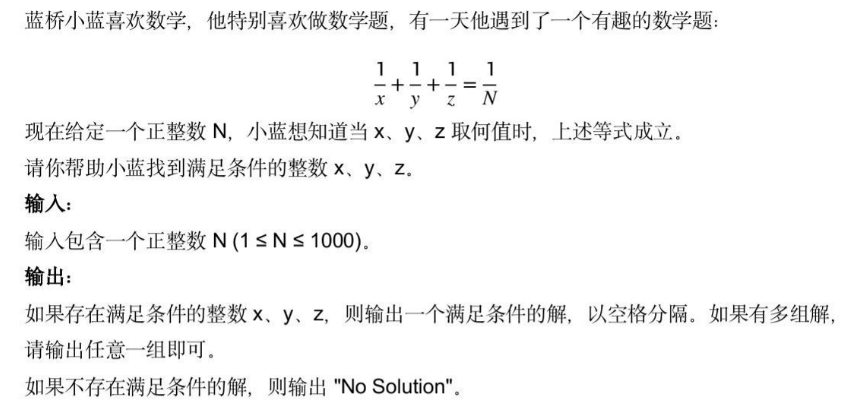 蓝桥小蓝喜欢数学，他特别喜欢做数学题，有一天他遇到了一个有趣的数学题：
1/x + 1/y + 1/z = 1/N
现在给定一个正整数 N，小蓝想知道当 x、y、z 取何值时，上述等式成立。
请你帮助小蓝找到满足条件的整数 x、y、z。
输入：
输入包含一个正整数 N (1 ≤ N ≤ 1000)。
输出：
如果存在满足条件的整数 x、y、z，则输出一个满足条件的解，以空格分隔。如果有多组解，
请输出任意一组即可。
如果不存在满足条件的解，则输出 "No Solution"。